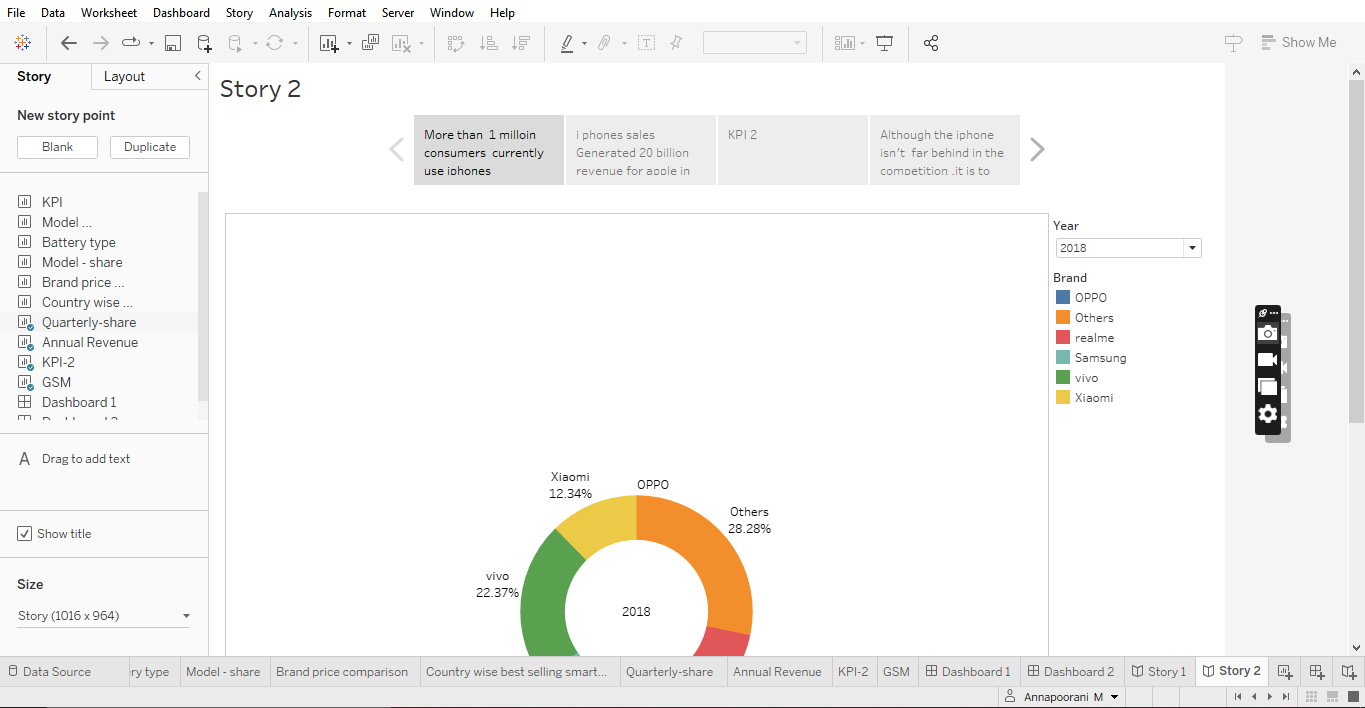 File Data Worksheet Dashboard Story Analysis Format Server Window Help
Show Me
Story Layout
New story point
Blank Duplicate
KPI
Model ...
Battery type
Model - share
Brand price ...
Country wise ...
Quarterly-share
Annual Revenue
KPI-2
GSM
Dashboard 1
A Drag to add text
Show title
Size
Story (1016 x 964)
Story 2
More than 1 milloin
consumers currently
use iphones
i phones sales
Generated 20 billion
revenue for apple in
KPI 2
Although the iphone
isn't far behind in the
competition .it is to
Year
2018
Brand
OPPO
Others
realme
Samsung
vivo
Xiaomi
Xiaomi
12.34%
OPPO
Others
28.28%
vivo
22.37%
2018
Data Source ry type Model - share Brand price comparison Country wise best selling smart... Quarterly-share Annual Revenue KPI-2 GSM Dashboard 1 Dashboard 2 Story 1 Story 2
Annapoorani M